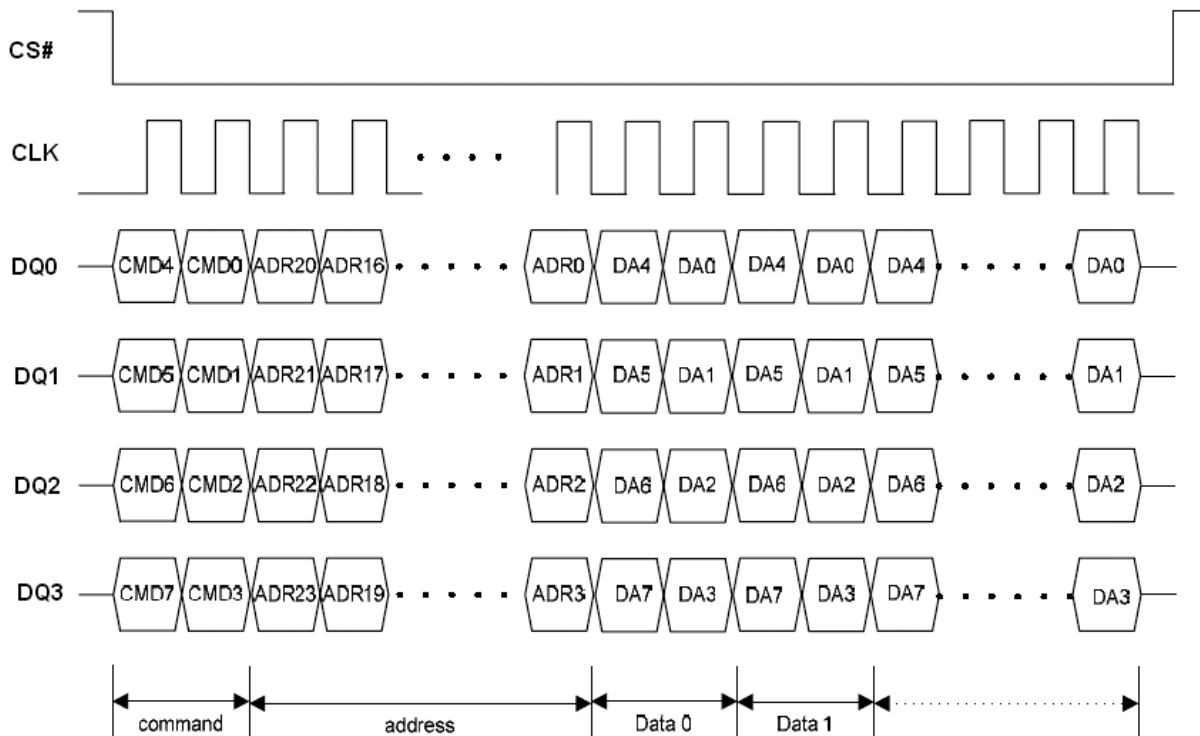 CS#
CLK
DQ0 CMD4 CMD0 ADR20 ADR16 ADR0 DA4 DA0 DA4 DA0 DA4 DA0
DQ1 CMD5 CMD1 ADR21 ADR17 ADR1 DA5 DA1 DA5 DA1 DA5 DA1
DQ2 CMD6 CMD2 ADR22 ADR18 ADR2 DA6 DA2 DA6 DA2 DA6 DA2
DQ3 CMD7 CMD3 ADR23 ADR19 ADR3 DA7 DA3 DA7 DA3 DA7 DA3
command address Data 0 Data 1